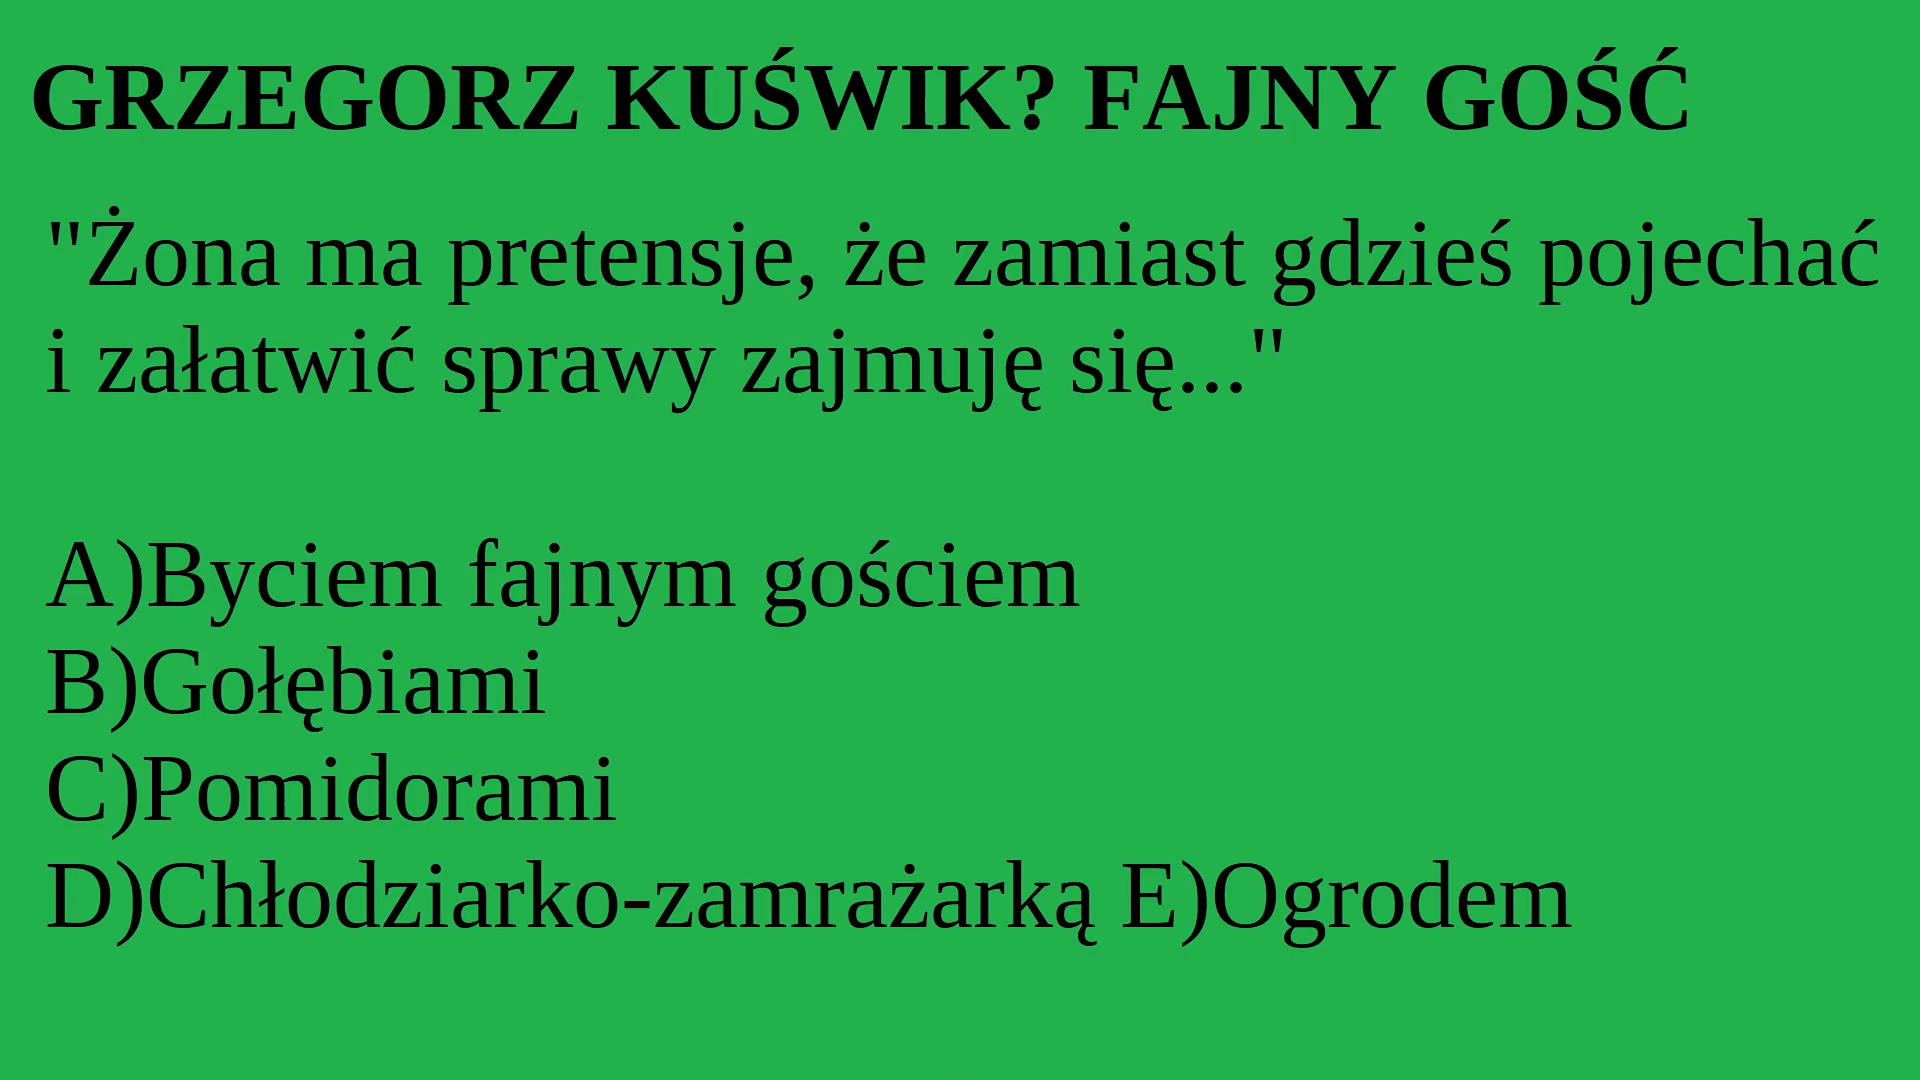 GRZEGORZ KUŚWIK? FAJNY GOŚĆ
"Żona ma pretensje, że zamiast gdzieś pojechać
i załatwić sprawy zajmuję się..."
A)Byciem fajnym gościem
B)Gołębiami
C)Pomidorami
D)Chłodziarko-zamrażarką E)Ogrodem